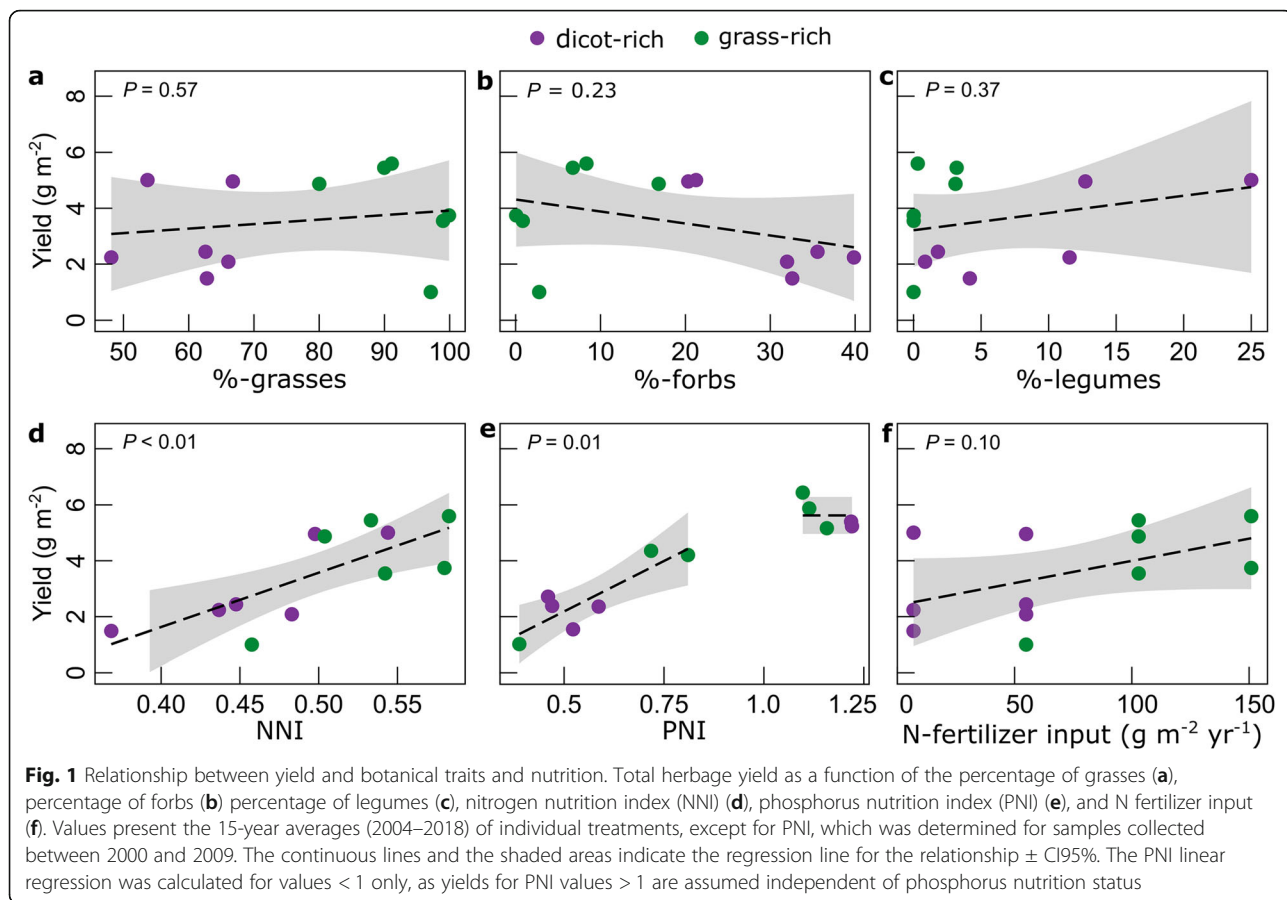 dicot-rich grass-rich
a b c
P = 0.57 P = 0.23 P = 0.37
Yield (g m⁻²)
8
6
4
2
0
50 60 70 80 90 100 0 10 20 30 40 0 5 10 15 20 25
%-grasses %-forbs %-legumes
d e f
P < 0.01 P = 0.01 P = 0.10
Yield (g m⁻²)
8
6
4
2
0
0.40 0.45 0.50 0.55 0.5 0.75 1.0 1.25 0 50 100 150
NNI PNI N-fertilizer input (g m⁻² yr⁻¹)
Fig. 1 Relationship between yield and botanical traits and nutrition. Total herbage yield as a function of the percentage of grasses (a),
percentage of forbs (b) percentage of legumes (c), nitrogen nutrition index (NNI) (d), phosphorus nutrition index (PNI) (e), and N fertilizer input
(f). Values present the 15-year averages (2004–2018) of individual treatments, except for PNI, which was determined for samples collected
between 2000 and 2009. The continuous lines and the shaded areas indicate the regression line for the relationship ± CI95%. The PNI linear
regression was calculated for values < 1 only, as yields for PNI values > 1 are assumed independent of phosphorus nutrition status